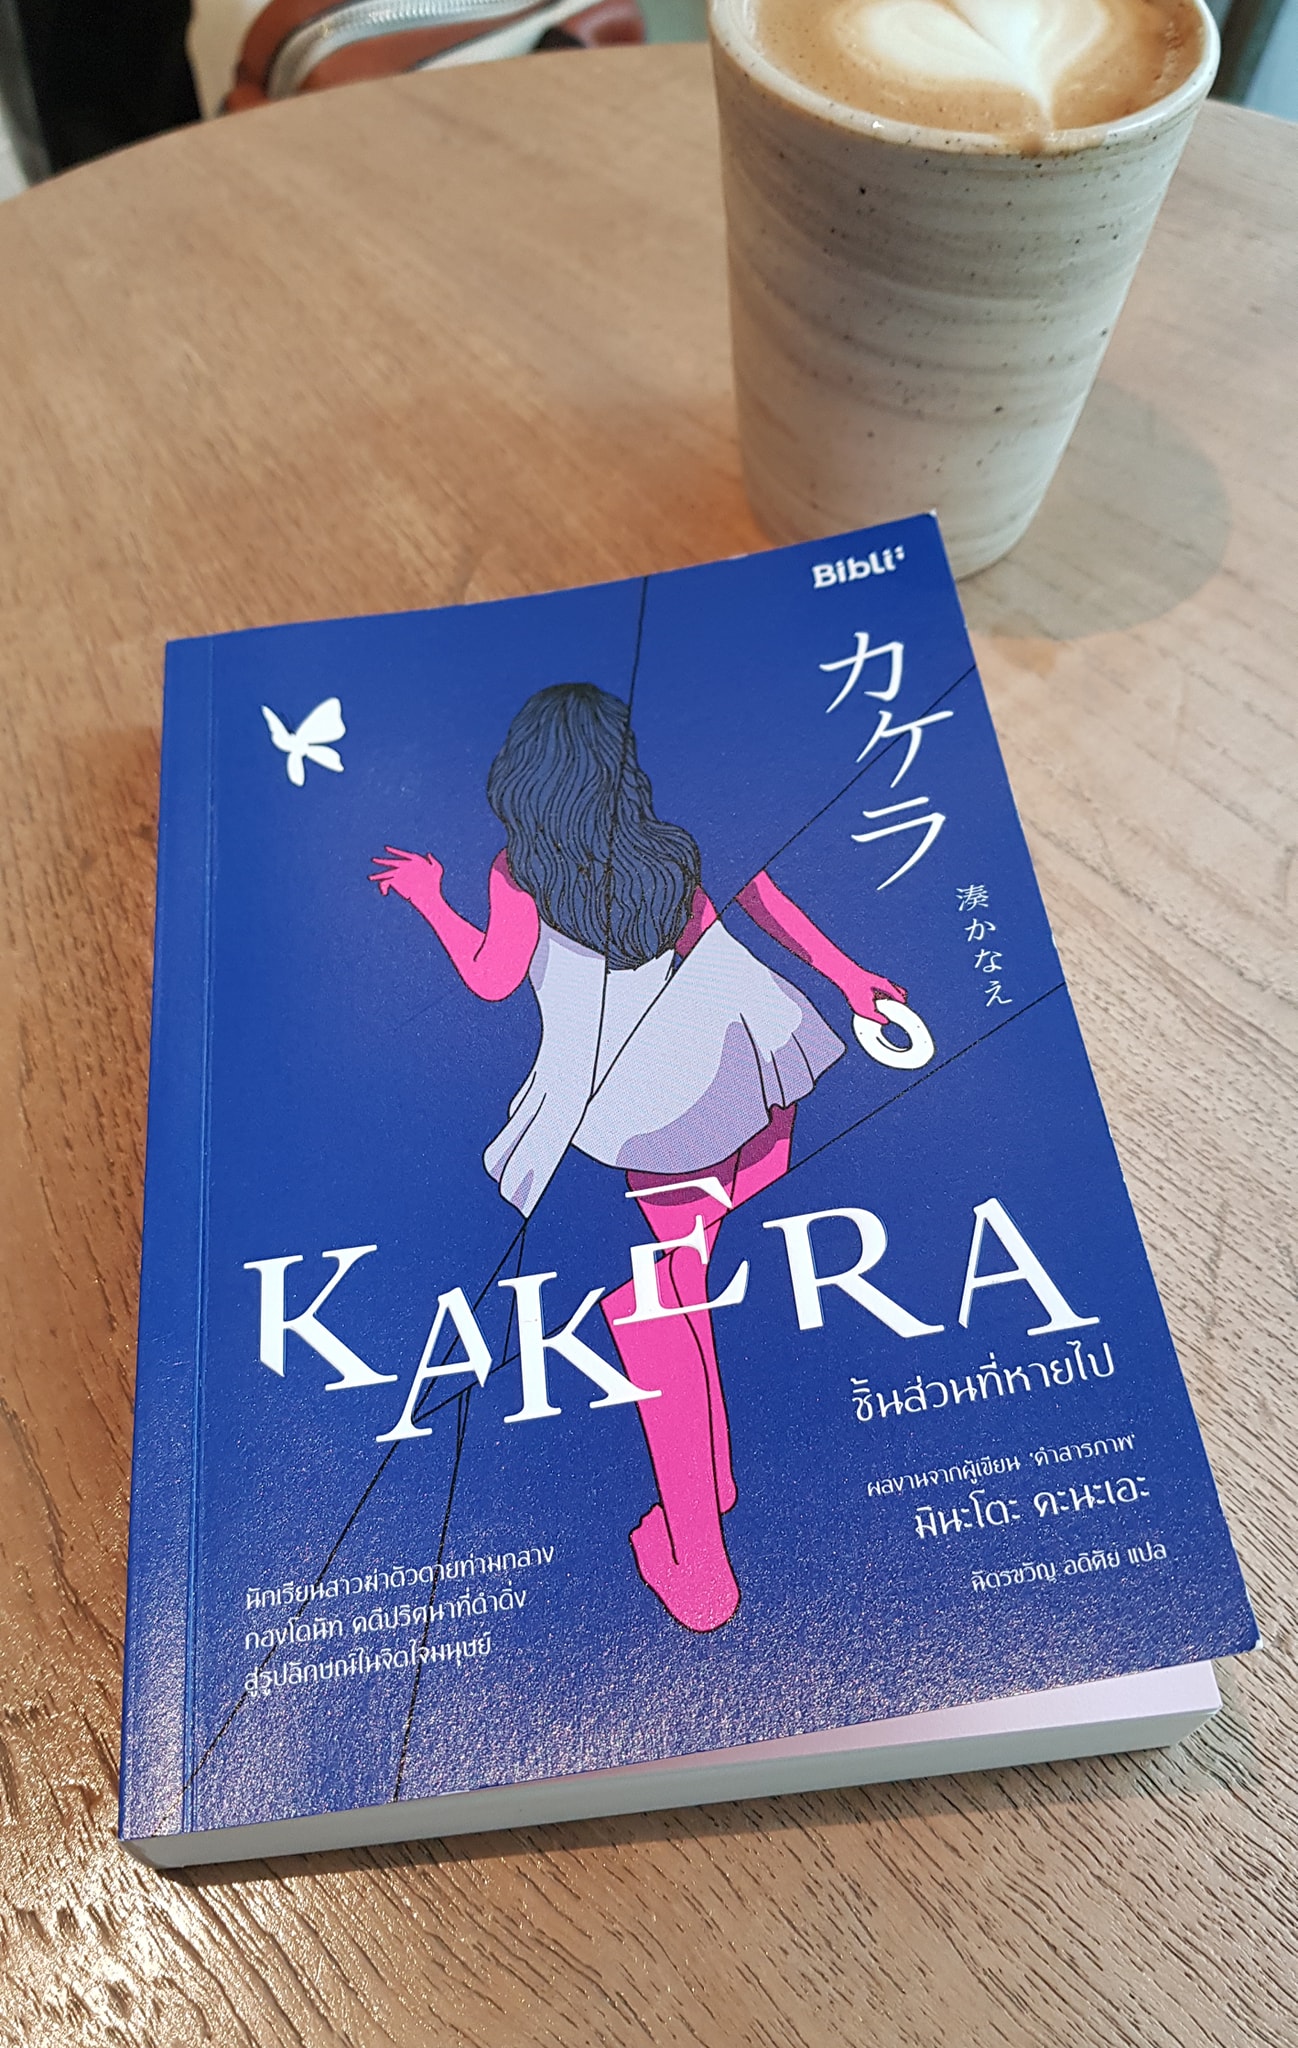 Bibli:
カケラ
湊かなえ
KAKERA
ชิ้นส่วนที่หายไป
ผลงานจากผู้เขียน 'คำสารภาพ'
มินะโตะ คะนะเอะ
ฉัตรขวัญ อดิศัย แปล
นักเรียนสาวฆ่าตัวตายท่ามกลาง
กองโดนัท คดีปริศนาที่ดำดิ่ง
สู่รูปลักษณ์ในจิตใจมนุษย์